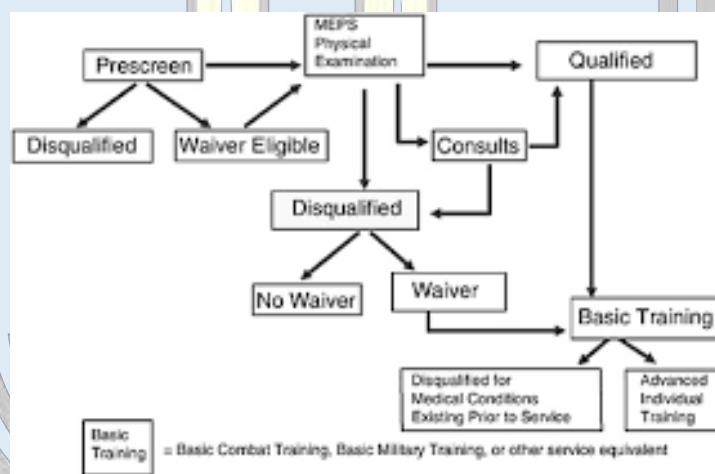 MEPS
Physical
Examination
Prescreen
Qualified
Disqualified
Waiver Eligible
Consults
Disqualified
No Waiver
Waiver
Basic Training
Disqualified for
Medical Conditions
Existing Prior to Service
Advanced
Individual
Training
Basic
Training
= Basic Combat Training, Basic Military Training, or other service equivalent